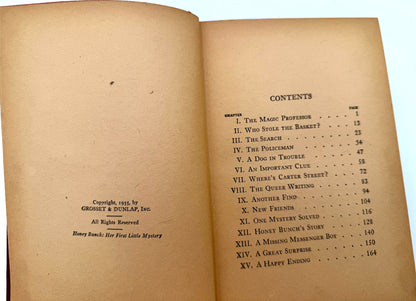 Copyright, 1935, by
GROSSET & DUNLAP, Inc.
All Rights Reserved
Honey Bunch: Her First Little Mystery
CONTENTS
CHAPTER PAGE
I. The Magic Profesor 1
II. Who Stole the Basket? 12
III. The Search 23
IV. The Policeman 34
V. A Dog in Trouble 47
VI. An Important Clue 58
VII. Where's Carter Street? 72
VIII. The Queer Writing 83
IX. Another Find 94
X. New Friends 104
XI. One Mystery Solved 116
XII. Honey Bunch's Story 128
XIII. A Missing Messenger Boy 140
XIV. A Great Surprise 150
XV. A Happy Ending 164